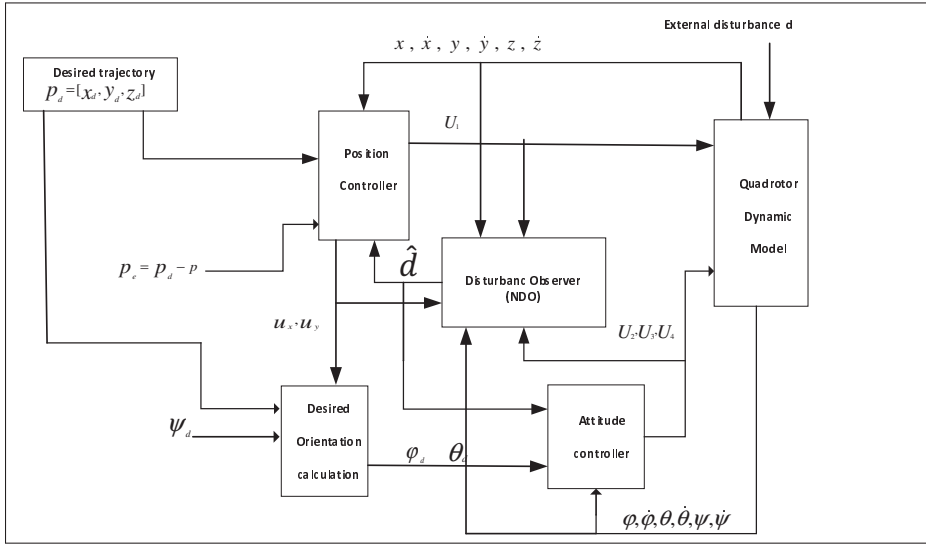 External disturbance d
x , ẋ , y , ẏ , z , ż
Desired trajectory
p_d =[x_d, y_d, z_d]
U_1
Position
Controller
Quadrotor
Dynamic
Model
p_e = p_d − p
d̂
Disturbanc Observer
(NDO)
u_x, u_y
U_2,U_3,U_4
Desired
Orientation
calculation
ψ_d
Attitude
controller
φ_d θ_d
φ,φ̇,θ,θ̇,ψ,ψ̇